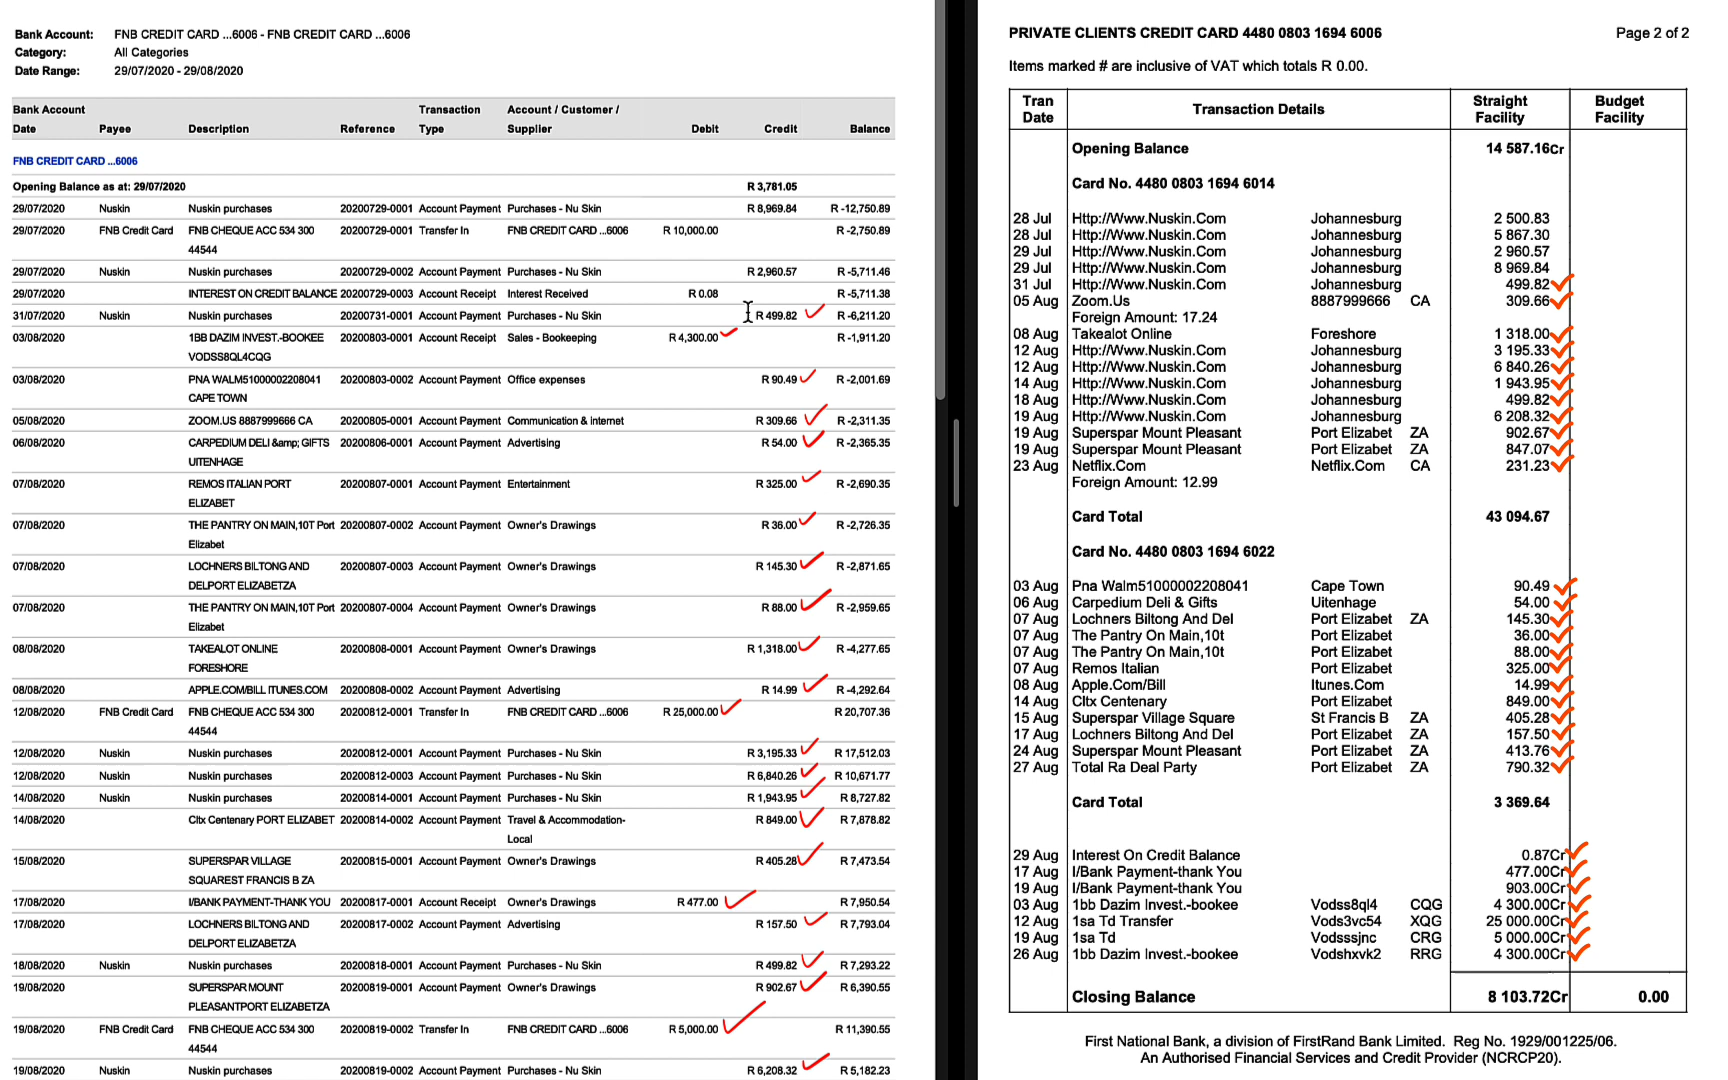 Bank Account: FNB CREDIT CARD ...6006 - FNB CREDIT CARD ...6006
Category: All Categories
Date Range: 29/07/2020 - 29/08/2020
Bank Account Transaction Account / Customer /
Date Payee Description Reference Type Supplier Debit Credit Balance
FNB CREDIT CARD ...6006
Opening Balance as at: 29/07/2020 R 3,781.05
29/07/2020 Nuskin Nuskin purchases 20200729-0001 Account Payment Purchases - Nu Skin R 8,969.84 R -12,750.89
29/07/2020 FNB Credit Card FNB CHEQUE ACC 534 300 20200729-0001 Transfer In FNB CREDIT CARD ...6006 R 10,000.00 R -2,750.89
44544
29/07/2020 Nuskin Nuskin purchases 20200729-0002 Account Payment Purchases - Nu Skin R 2,960.57 R -5,711.46
29/07/2020 INTEREST ON CREDIT BALANCE 20200729-0003 Account Receipt Interest Received R 0.08 R -5,711.38
31/07/2020 Nuskin Nuskin purchases 20200731-0001 Account Payment Purchases - Nu Skin R 499.82 R -6,211.20
03/08/2020 1BB DAZIM INVEST.-BOOKEE 20200803-0001 Account Receipt Sales - Bookeeping R 4,300.00 R -1,911.20
VODSS8QL4CQG
03/08/2020 PNA WALM51000002208041 20200803-0002 Account Payment Office expenses R 90.49 R -2,001.69
CAPE TOWN
05/08/2020 ZOOM.US 8887999666 CA 20200805-0001 Account Payment Communication & internet R 309.66 R -2,311.35
06/08/2020 CARPEDIUM DELI &amp; GIFTS 20200806-0001 Account Payment Advertising R 54.00 R -2,365.35
UITENHAGE
07/08/2020 REMOS ITALIAN PORT 20200807-0001 Account Payment Entertainment R 325.00 R -2,690.35
ELIZABET
07/08/2020 THE PANTRY ON MAIN,10T Port 20200807-0002 Account Payment Owner's Drawings R 36.00 R -2,726.35
Elizabet
07/08/2020 LOCHNERS BILTONG AND 20200807-0003 Account Payment Owner's Drawings R 145.30 R -2,871.65
DELPORT ELIZABETZA
07/08/2020 THE PANTRY ON MAIN,10T Port 20200807-0004 Account Payment Owner's Drawings R 88.00 R -2,959.65
Elizabet
08/08/2020 TAKEALOT ONLINE 20200808-0001 Account Payment Owner's Drawings R 1,318.00 R -4,277.65
FORESHORE
08/08/2020 APPLE.COM/BILL ITUNES.COM 20200808-0002 Account Payment Advertising R 14.99 R -4,292.64
12/08/2020 FNB Credit Card FNB CHEQUE ACC 534 300 20200812-0001 Transfer In FNB CREDIT CARD ...6006 R 25,000.00 R 20,707.36
44544
12/08/2020 Nuskin Nuskin purchases 20200812-0001 Account Payment Purchases - Nu Skin R 3,195.33 R 17,512.03
12/08/2020 Nuskin Nuskin purchases 20200812-0003 Account Payment Purchases - Nu Skin R 6,840.26 R 10,671.77
14/08/2020 Nuskin Nuskin purchases 20200814-0001 Account Payment Purchases - Nu Skin R 1,943.95 R 8,727.82
14/08/2020 Cltx Centenary PORT ELIZABET 20200814-0002 Account Payment Travel & Accommodation- R 849.00 R 7,878.82
Local
15/08/2020 SUPERSPAR VILLAGE 20200815-0001 Account Payment Owner's Drawings R 405.28 R 7,473.54
SQUAREST FRANCIS B ZA
17/08/2020 I/BANK PAYMENT-THANK YOU 20200817-0001 Account Receipt Owner's Drawings R 477.00 R 7,950.54
17/08/2020 LOCHNERS BILTONG AND 20200817-0002 Account Payment Advertising R 157.50 R 7,793.04
DELPORT ELIZABETZA
18/08/2020 Nuskin Nuskin purchases 20200818-0001 Account Payment Purchases - Nu Skin R 499.82 R 7,293.22
19/08/2020 SUPERSPAR MOUNT 20200819-0001 Account Payment Owner's Drawings R 902.67 R 6,390.55
PLEASANTPORT ELIZABETZA
19/08/2020 FNB Credit Card FNB CHEQUE ACC 534 300 20200819-0002 Transfer In FNB CREDIT CARD ...6006 R 5,000.00 R 11,390.55
44544
19/08/2020 Nuskin Nuskin purchases 20200819-0002 Account Payment Purchases - Nu Skin R 6,208.32 R 5,182.23
PRIVATE CLIENTS CREDIT CARD 4480 0803 1694 6006 Page 2 of 2
Items marked # are inclusive of VAT which totals R 0.00.
Tran Transaction Details Straight Budget
Date Facility Facility
Opening Balance 14 587.16Cr
Card No. 4480 0803 1694 6014
28 Jul Http://Www.Nuskin.Com Johannesburg 2 500.83
28 Jul Http://Www.Nuskin.Com Johannesburg 5 867.30
29 Jul Http://Www.Nuskin.Com Johannesburg 2 960.57
29 Jul Http://Www.Nuskin.Com Johannesburg 8 969.84
31 Jul Http://Www.Nuskin.Com Johannesburg 499.82
05 Aug Zoom.Us 8887999666 CA 309.66
Foreign Amount: 17.24
08 Aug Takealot Online Foreshore 1 318.00
12 Aug Http://Www.Nuskin.Com Johannesburg 3 195.33
12 Aug Http://Www.Nuskin.Com Johannesburg 6 840.26
14 Aug Http://Www.Nuskin.Com Johannesburg 1 943.95
18 Aug Http://Www.Nuskin.Com Johannesburg 499.82
19 Aug Http://Www.Nuskin.Com Johannesburg 6 208.32
19 Aug Superspar Mount Pleasant Port Elizabet ZA 902.67
19 Aug Superspar Mount Pleasant Port Elizabet ZA 847.07
23 Aug Netflix.Com Netflix.Com CA 231.23
Foreign Amount: 12.99
Card Total 43 094.67
Card No. 4480 0803 1694 6022
03 Aug Pna Walm51000002208041 Cape Town 90.49
06 Aug Carpedium Deli & Gifts Uitenhage 54.00
07 Aug Lochners Biltong And Del Port Elizabet ZA 145.30
07 Aug The Pantry On Main,10t Port Elizabet 36.00
07 Aug The Pantry On Main,10t Port Elizabet 88.00
07 Aug Remos Italian Port Elizabet 325.00
08 Aug Apple.Com/Bill Itunes.Com 14.99
14 Aug Cltx Centenary Port Elizabet 849.00
15 Aug Superspar Village Square St Francis B ZA 405.28
17 Aug Lochners Biltong And Del Port Elizabet ZA 157.50
24 Aug Superspar Mount Pleasant Port Elizabet ZA 413.76
27 Aug Total Ra Deal Party Port Elizabet ZA 790.32
Card Total 3 369.64
29 Aug Interest On Credit Balance 0.87Cr
17 Aug I/Bank Payment-thank You 477.00Cr
19 Aug I/Bank Payment-thank You 903.00Cr
03 Aug 1bb Dazim Invest.-bookee Vodss8ql4 CQG 4 300.00Cr
12 Aug 1sa Td Transfer Vods3vc54 XQG 25 000.00Cr
19 Aug 1sa Td Vodsssjnc CRG 5 000.00Cr
26 Aug 1bb Dazim Invest.-bookee Vodshxvk2 RRG 4 300.00Cr
Closing Balance 8 103.72Cr 0.00
First National Bank, a division of FirstRand Bank Limited. Reg No. 1929/001225/06.
An Authorised Financial Services and Credit Provider (NCRCP20).